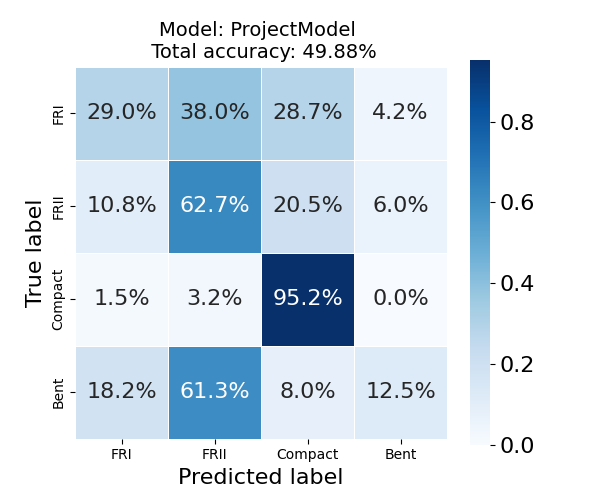 Model: ProjectModel
Total accuracy: 49.88%
True label
FRI
29.0% 38.0% 28.7% 4.2%
FRII
10.8% 62.7% 20.5% 6.0%
Compact
1.5% 3.2% 95.2% 0.0%
Bent
18.2% 61.3% 8.0% 12.5%
FRI FRII Compact Bent
Predicted label
0.8
0.6
0.4
0.2
0.0